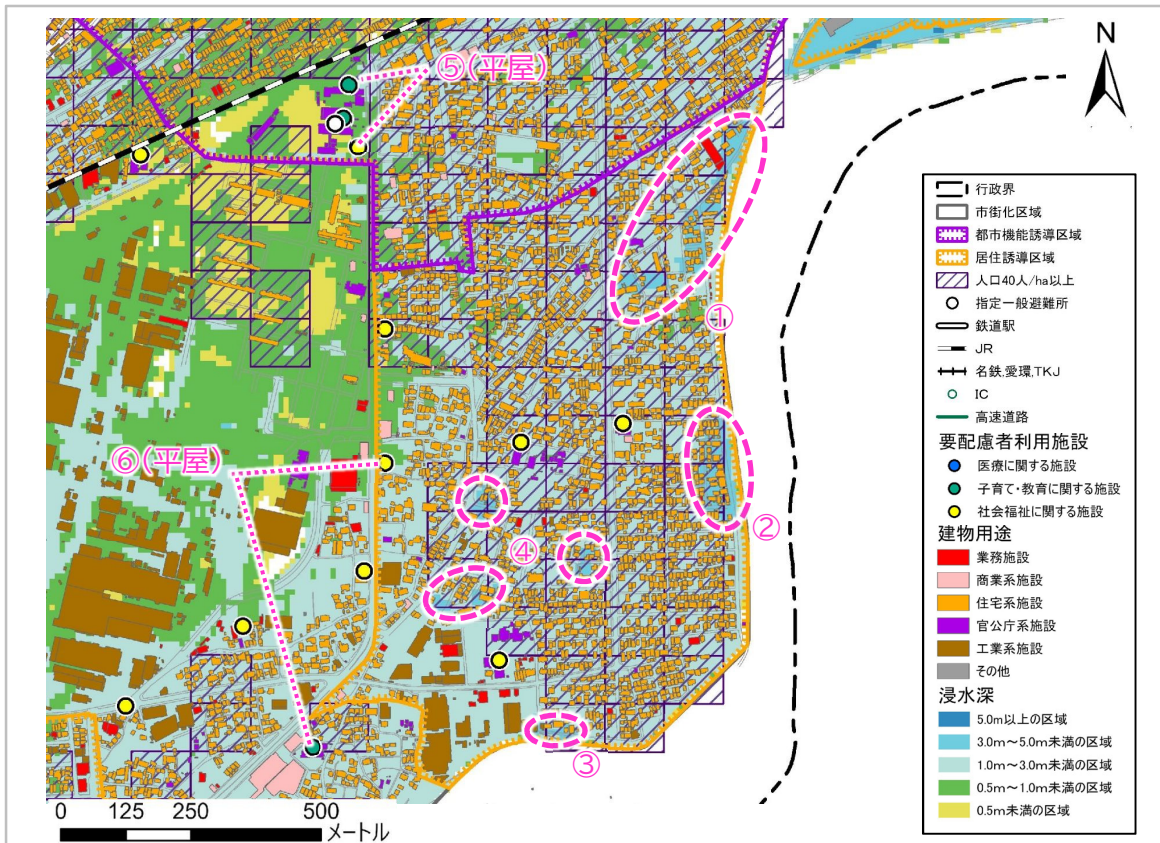 ⑤(平屋)
N
①
⑥(平屋)
②
④
③
0 125 250 500
メートル
行政界
市街化区域
都市機能誘導区域
居住誘導区域
人口40人/ha以上
指定一般避難所
鉄道駅
JR
名鉄,愛環,TKJ
IC
高速道路
要配慮者利用施設
医療に関する施設
子育て・教育に関する施設
社会福祉に関する施設
建物用途
業務施設
商業系施設
住宅系施設
官公庁系施設
工業系施設
その他
浸水深
5.0m以上の区域
3.0m~5.0m未満の区域
1.0m~3.0m未満の区域
0.5m~1.0m未満の区域
0.5m未満の区域